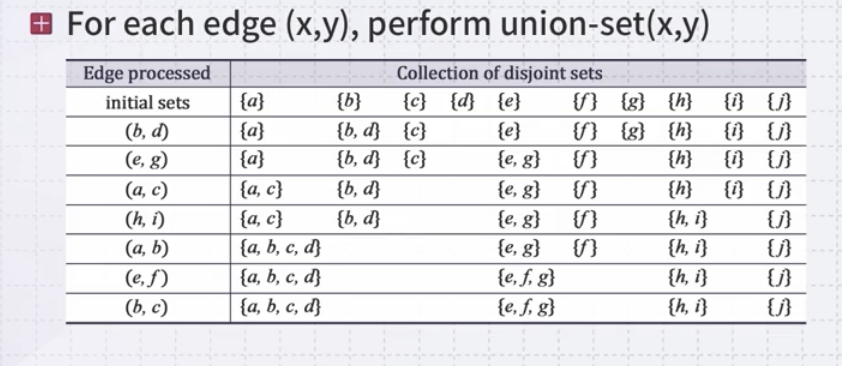 For each edge (x,y), perform union-set(x,y)
Edge processed Collection of disjoint sets
initial sets {a} {b} {c} {d} {e} {f} {g} {h} {i} {j}
(b, d) {a} {b, d} {c} {e} {f} {g} {h} {i} {j}
(e, g) {a} {b, d} {c} {e, g} {f} {h} {i} {j}
(a, c) {a, c} {b, d} {e, g} {f} {h} {i} {j}
(h, i) {a, c} {b, d} {e, g} {f} {h, i} {j}
(a, b) {a, b, c, d} {e, g} {f} {h, i} {j}
(e, f) {a, b, c, d} {e, f, g} {h, i} {j}
(b, c) {a, b, c, d} {e, f, g} {h, i} {j}